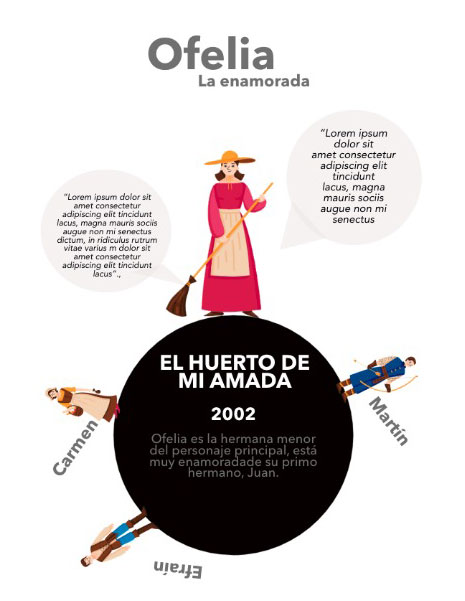 Ofelia
La enamorada
“Lorem ipsum
dolor sit
amet consectetur
adipiscing elit
tincidunt
lacus, magna
mauris sociis
augue non mi
senectus
“Lorem ipsum dolor sit
amet consectetur
adipiscing elit tincidunt
lacus, magna mauris sociis
augue non mi senectus
dictum, in ridiculus rutrum
vitae varius m dolor sit
amet consectetur
adipiscing elit tincidunt
lacus”.,
EL HUERTO DE
MI AMADA
2002
Ofelia es la hermana menor
del personaje principal, está
muy enamoradade su primo
hermano, Juan.
Carmen
Martín
Efraín